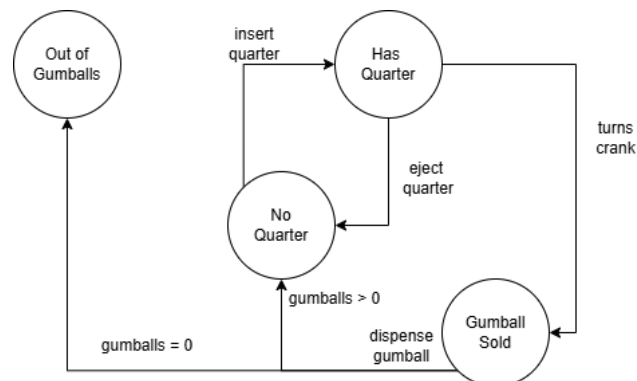 Out of
Gumballs
insert
quarter
Has
Quarter
turns
crank
eject
quarter
No
Quarter
gumballs > 0
Gumball
Sold
dispense
gumball
gumballs = 0